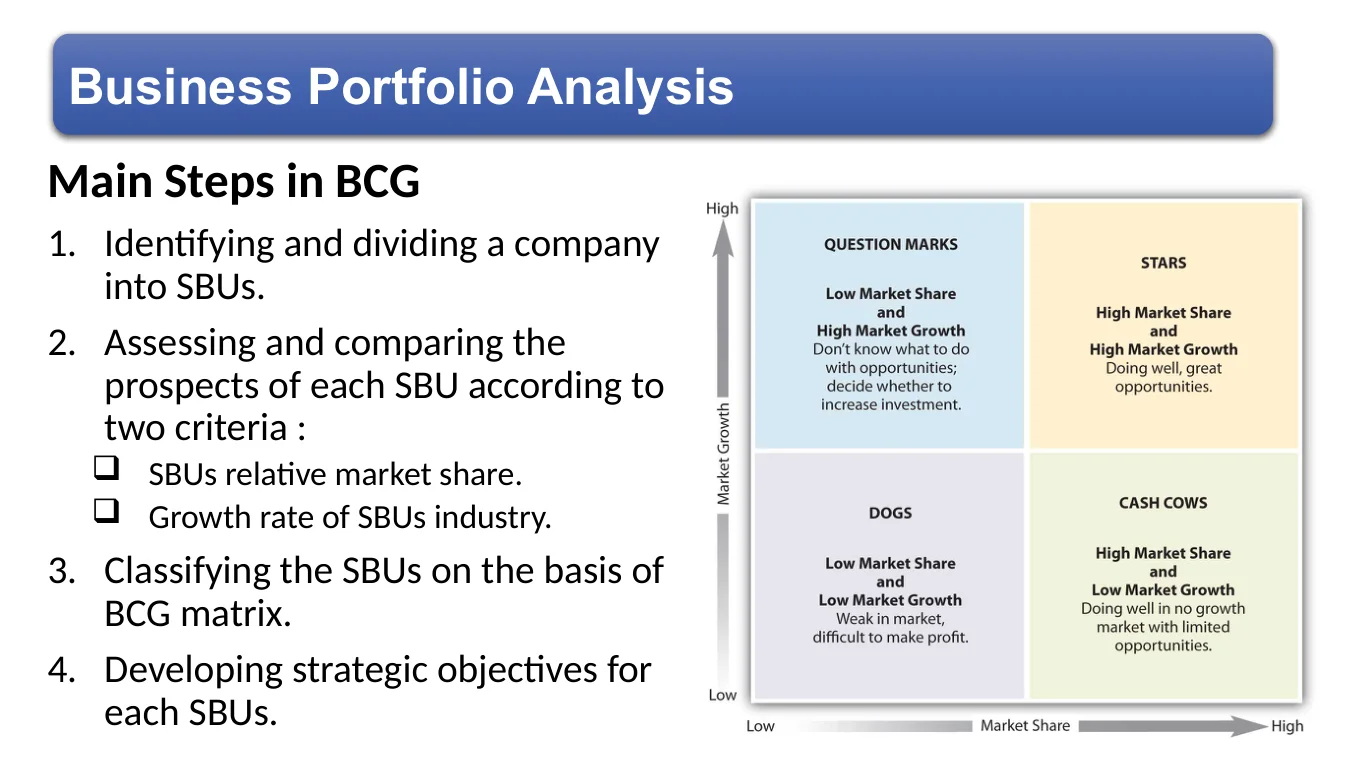 Business Portfolio Analysis
Main Steps in BCG
1. Identifying and dividing a company
into SBUs.
2. Assessing and comparing the
prospects of each SBU according to
two criteria :
❑ SBUs relative market share.
❑ Growth rate of SBUs industry.
3. Classifying the SBUs on the basis of
BCG matrix.
4. Developing strategic objectives for
each SBUs.
High
Market Growth
Low
QUESTION MARKS
Low Market Share
and
High Market Growth
Don't know what to do
with opportunities;
decide whether to
increase investment.
STARS
High Market Share
and
High Market Growth
Doing well, great
opportunities.
DOGS
Low Market Share
and
Low Market Growth
Weak in market,
difficult to make profit.
CASH COWS
High Market Share
and
Low Market Growth
Doing well in no growth
market with limited
opportunities.
Low Market Share High